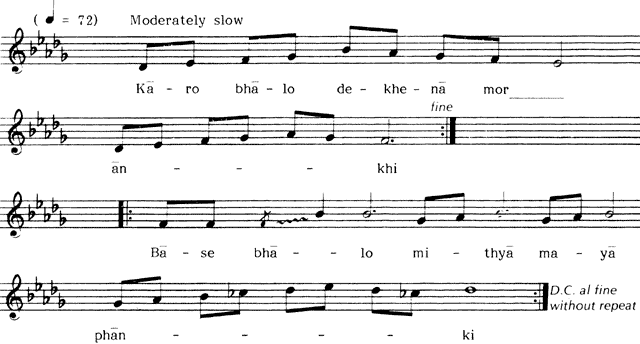 (♩ = 72) Moderately slow
Kā - ro bhā - lo de - khe - nā mor____
fine
ān - - - khi
Bā - se bhā - lo mi - thyā ma - yā
D.C. al fine
without repeat
phān - - - - ki